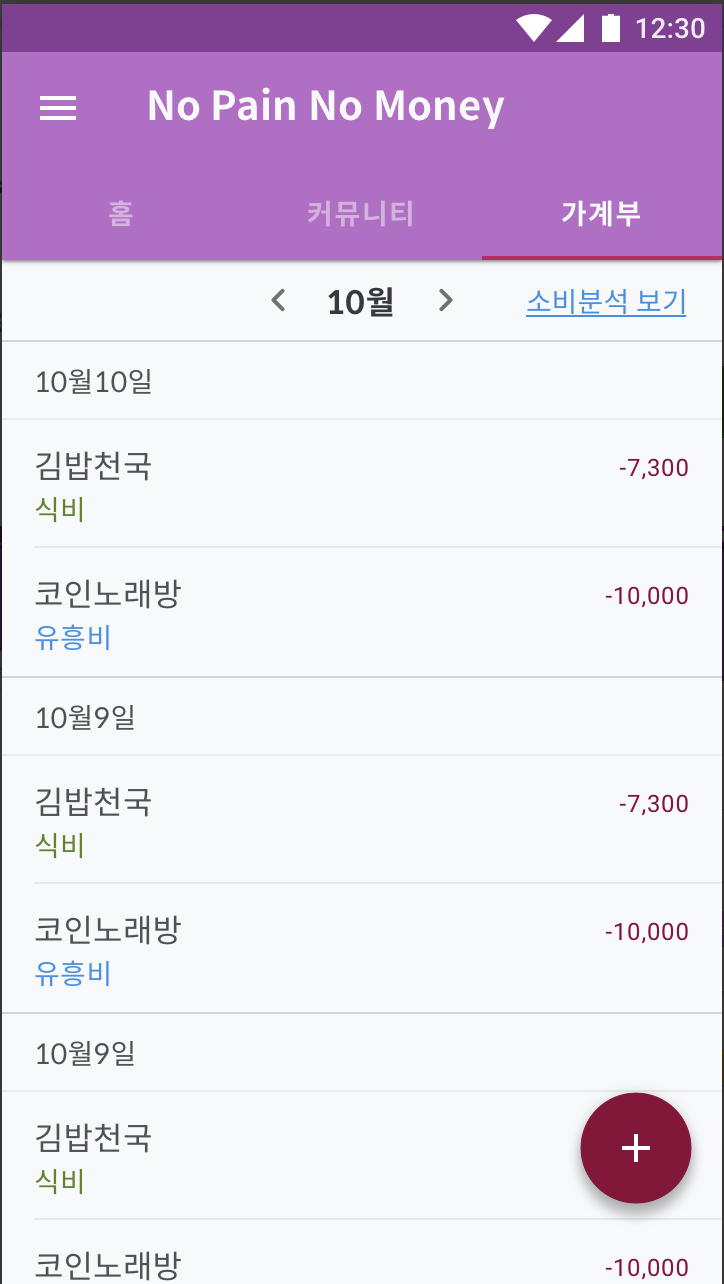 12:30
No Pain No Money
홈 커뮤니티 가계부
10월 소비분석 보기
10월10일
김밥천국 -7,300
식비
코인노래방 -10,000
유흥비
10월9일
김밥천국 -7,300
식비
코인노래방 -10,000
유흥비
10월9일
김밥천국
식비
코인노래방 -10,000